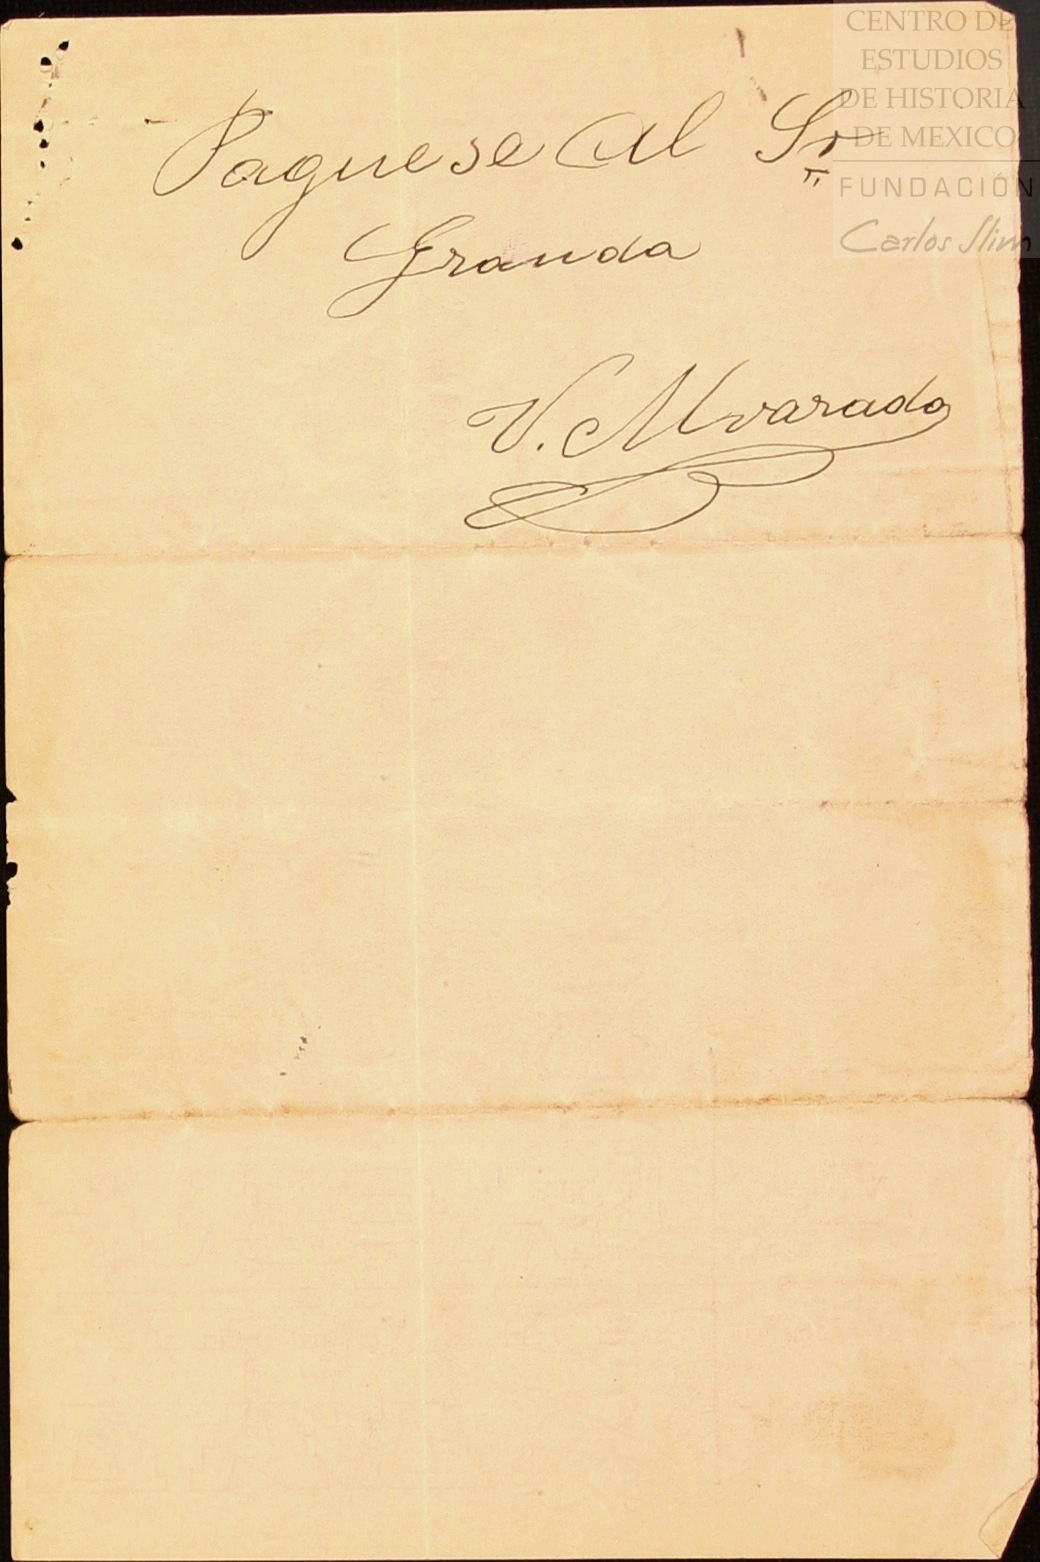 Paguese Al Sr
Granda
V. Alvarado
CENTRO DE
ESTUDIOS
DE HISTORIA
DE MEXICO
FUNDACIÓN
Carlos Slim